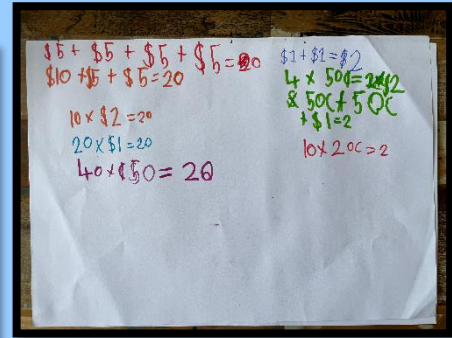 $5 + $5 + $5 + $5 = 20
$10 + $5 + $5 = 20
10 x $2 = 20
20 x $1 = 20
40 x $50 = 20
$1 + $1 = $2
4 x 50c = $2
& 50c + 50c
+ $1 = 2
10 x 20c = 2